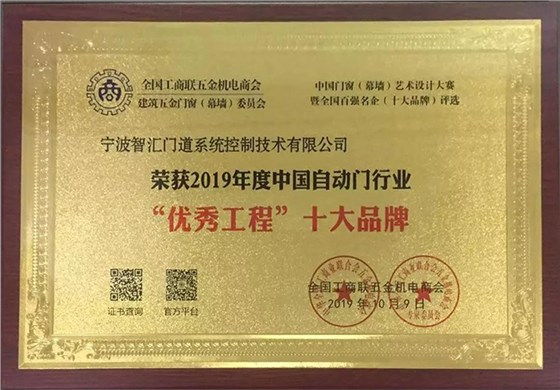 全国工商联五金机电商会
建筑五金门窗（幕墙）委员会
中国门窗（幕墙）艺术设计大赛
暨全国百强名企（十大品牌）评选
宁波智汇门道系统控制技术有限公司
荣获2019年度中国自动门行业
“优秀工程”十大品牌
证书查询
官方平台
全国工商联五金机电商会
2019年10月9日